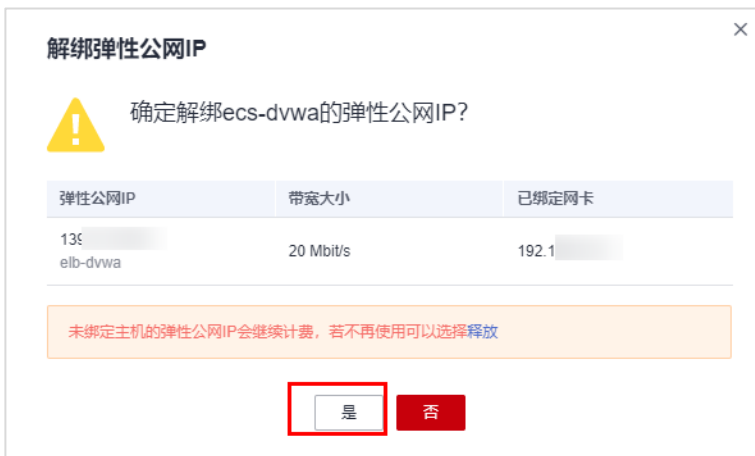 解绑弹性公网IP
确定解绑ecs-dvwa的弹性公网IP?
弹性公网IP 带宽大小 已绑定网卡
139
elb-dvwa
20 Mbit/s
192.1
未绑定主机的弹性公网IP会继续计费，若不再使用可以选择释放
是 否